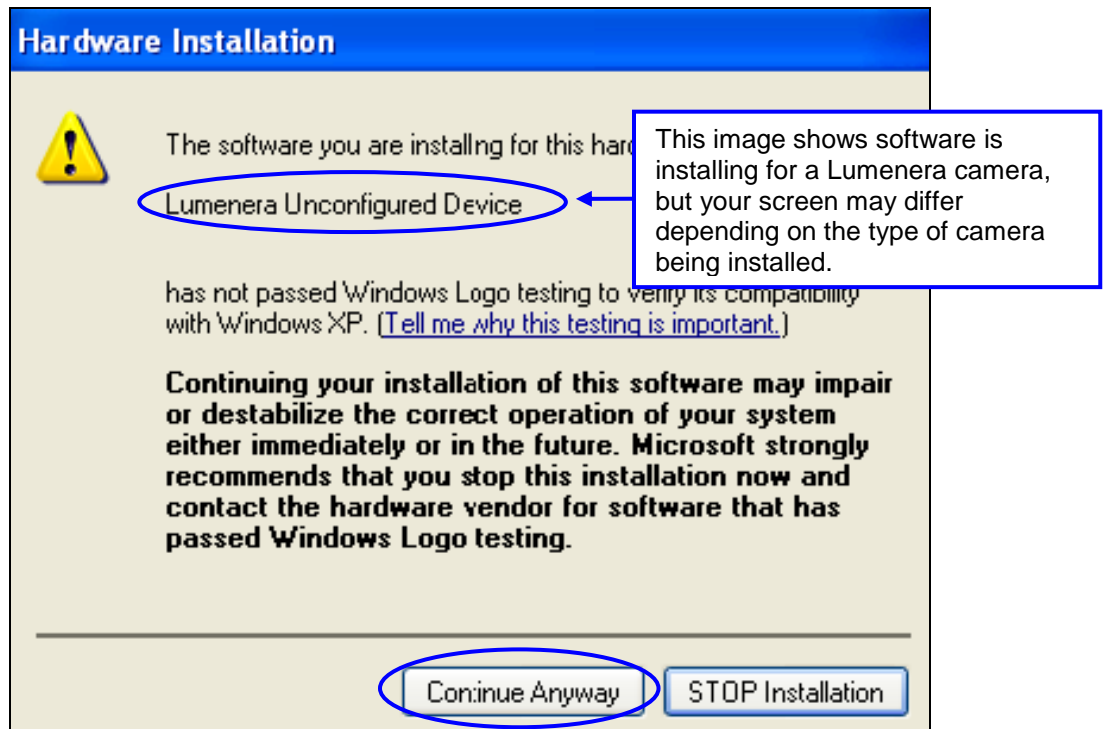 Hardware Installation
The software you are installng for this hard
This image shows software is
installing for a Lumenera camera,
but your screen may differ
depending on the type of camera
being installed.
Lumenera Unconfigured Device
has not passed Windows Logo testing to verify its compatibility
with Windows XP. (Tell me why this testing is important.)
Continuing your installation of this software may impair
or destabilize the correct operation of your system
either immediately or in the future. Microsoft strongly
recommends that you stop this installation now and
contact the hardware vendor for software that has
passed Windows Logo testing.
Continue Anyway
STOP Installation